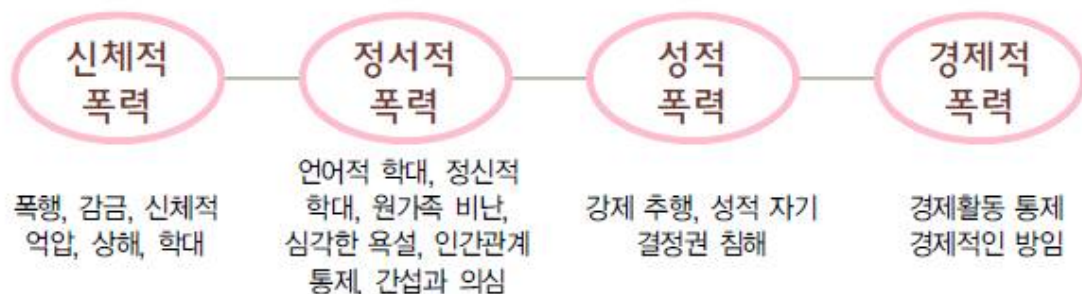 신체적
폭력
정서적
폭력
성적
폭력
경제적
폭력
폭행, 감금, 신체적
억압, 상해, 학대
언어적 학대, 정신적
학대, 원가족 비난,
심각한 욕설, 인간관계
통제, 간섭과 의심
강제 추행, 성적 자기
결정권 침해
경제활동 통제
경제적인 방임